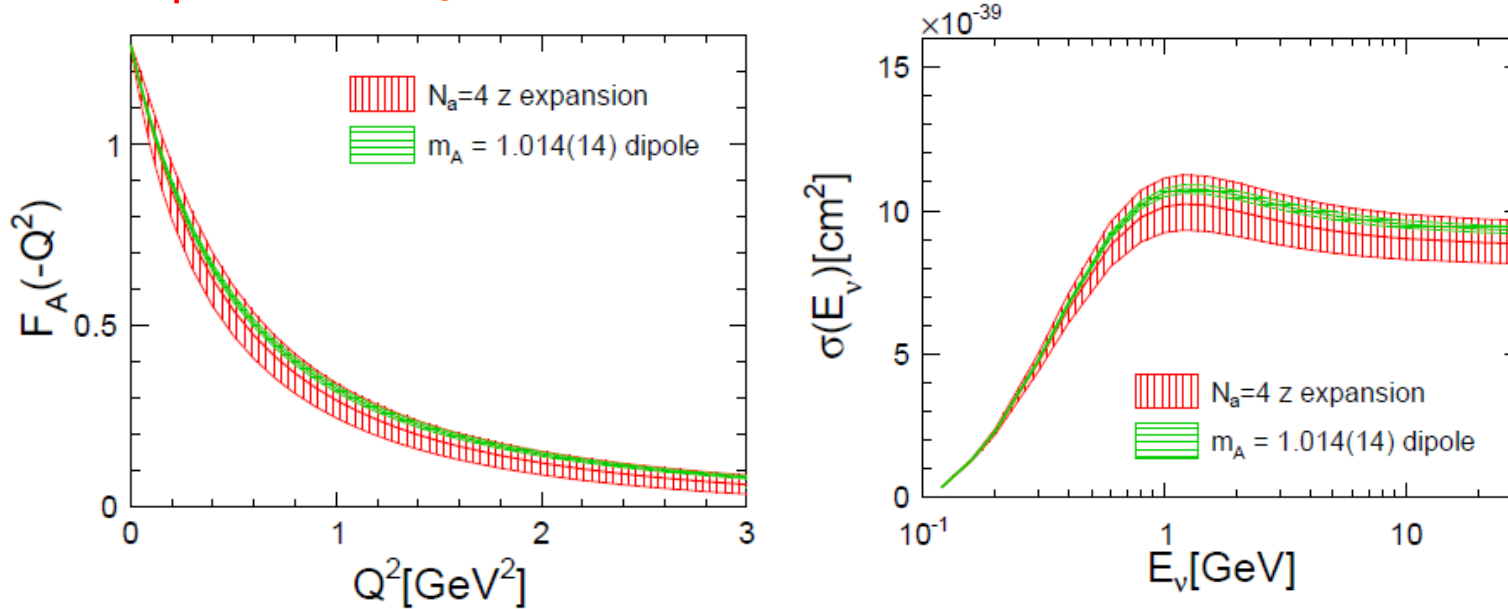 ×10⁻³⁹
N_a=4 z expansion
m_A = 1.014(14) dipole
F_A(-Q²)
1
0.5
0
0
1
2
3
Q²[GeV²]
σ(E_ν)[cm²]
15
10
5
0
N_a=4 z expansion
m_A = 1.014(14) dipole
10⁻¹
1
10
E_ν[GeV]